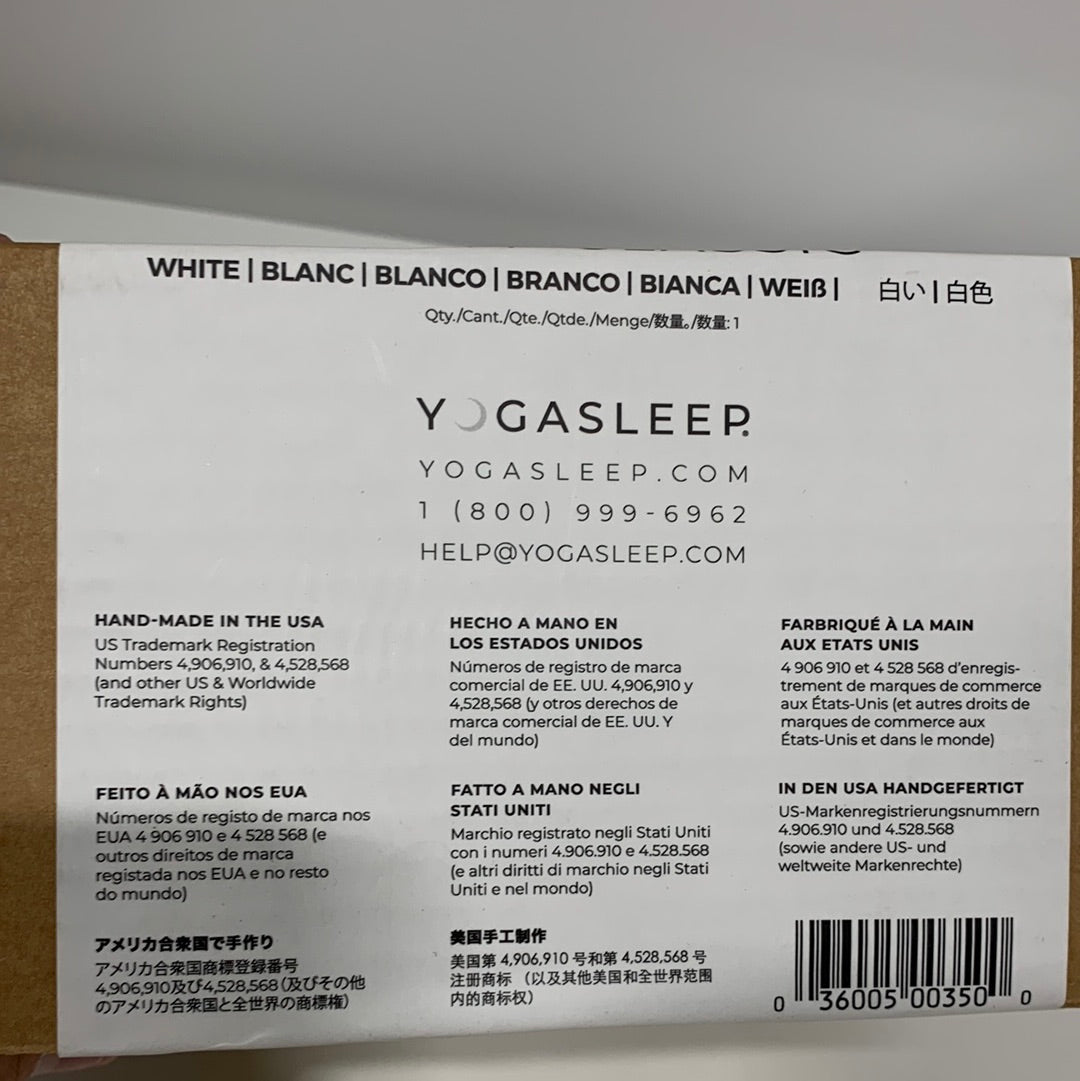 WHITE | BLANC | BLANCO | BRANCO | BIANCA | WEIß | 白い | 白色
Qty./Cant./Qte./Qtde./Menge/数量。/数量: 1
YOGASLEEP.
YOGASLEEP.COM
1 (800) 999-6962
HELP@YOGASLEEP.COM
HAND-MADE IN THE USA
US Trademark Registration
Numbers 4,906,910, & 4,528,568
(and other US & Worldwide
Trademark Rights)
HECHO A MANO EN
LOS ESTADOS UNIDOS
Números de registro de marca
comercial de EE. UU. 4,906,910 y
4,528,568 (y otros derechos de
marca comercial de EE. UU. Y
del mundo)
FARBRIQUÉ À LA MAIN
AUX ETATS UNIS
4 906 910 et 4 528 568 d'enregis-
trement de marques de commerce
aux États-Unis (et autres droits de
marques de commerce aux
États-Unis et dans le monde)
FEITO À MÃO NOS EUA
Números de registo de marca nos
EUA 4 906 910 e 4 528 568 (e
outros direitos de marca
registada nos EUA e no resto
do mundo)
FATTO A MANO NEGLI
STATI UNITI
Marchio registrato negli Stati Uniti
con i numeri 4.906.910 e 4.528.568
(e altri diritti di marchio negli Stati
Uniti e nel mondo)
IN DEN USA HANDGEFERTIGT
US-Markenregistrierungsnummern
4.906.910 und 4.528.568
(sowie andere US- und
weltweite Markenrechte)
アメリカ合衆国で手作り
アメリカ合衆国商標登録番号
4,906,910及び4,528,568（及びその他
のアメリカ合衆国と全世界の商標権）
美国手工制作
美国第 4,906,910 号和第 4,528,568 号
注册商标 （以及其他美国和全世界范围
内的商标权）
0 36005 00350 0